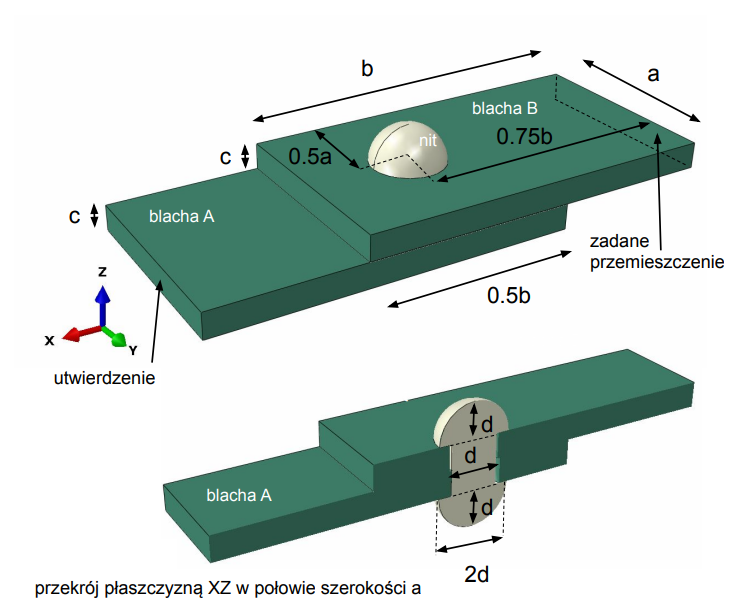 b
a
blacha B
nit
0.75b
0.5a
c
c
blacha A
zadane
przemieszczenie
0.5b
Z
X
Y
utwierdzenie
d
d
d
blacha A
2d
przekrój płaszczyzną XZ w połowie szerokości a